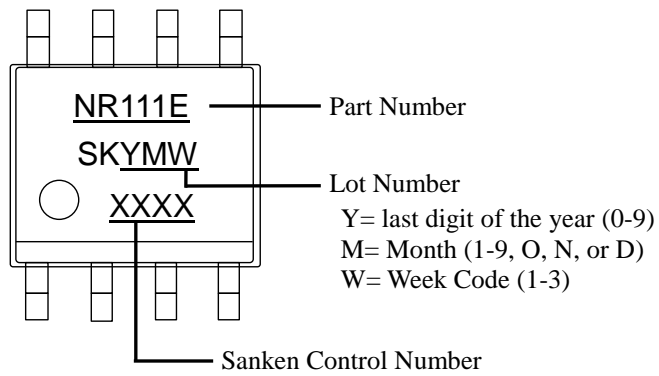 NR111E
Part Number
SKYMW
Lot Number
XXXX
Y= last digit of the year (0-9)
M= Month (1-9, O, N, or D)
W= Week Code (1-3)
Sanken Control Number